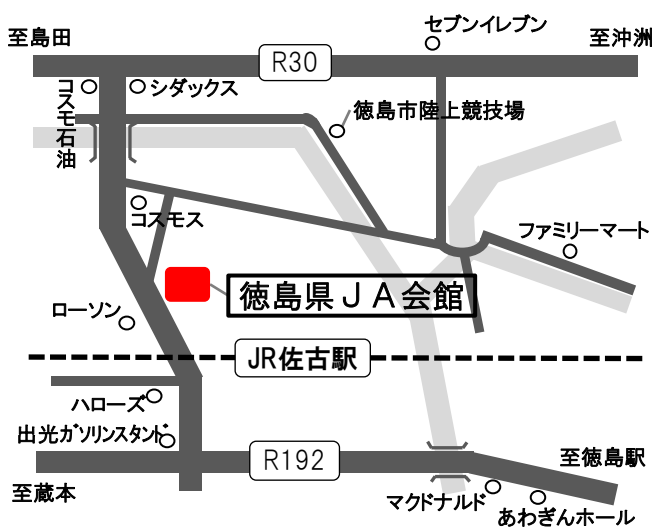 セブンイレブン
至島田
R30
至沖洲
コスモ石油
シダックス
徳島市陸上競技場
コスモス
ファミリーマート
徳島県ＪＡ会館
ローソン
JR佐古駅
ハローズ
出光ガソリンスタンド
R192
至徳島駅
至蔵本
マクドナルド
あわぎんホール